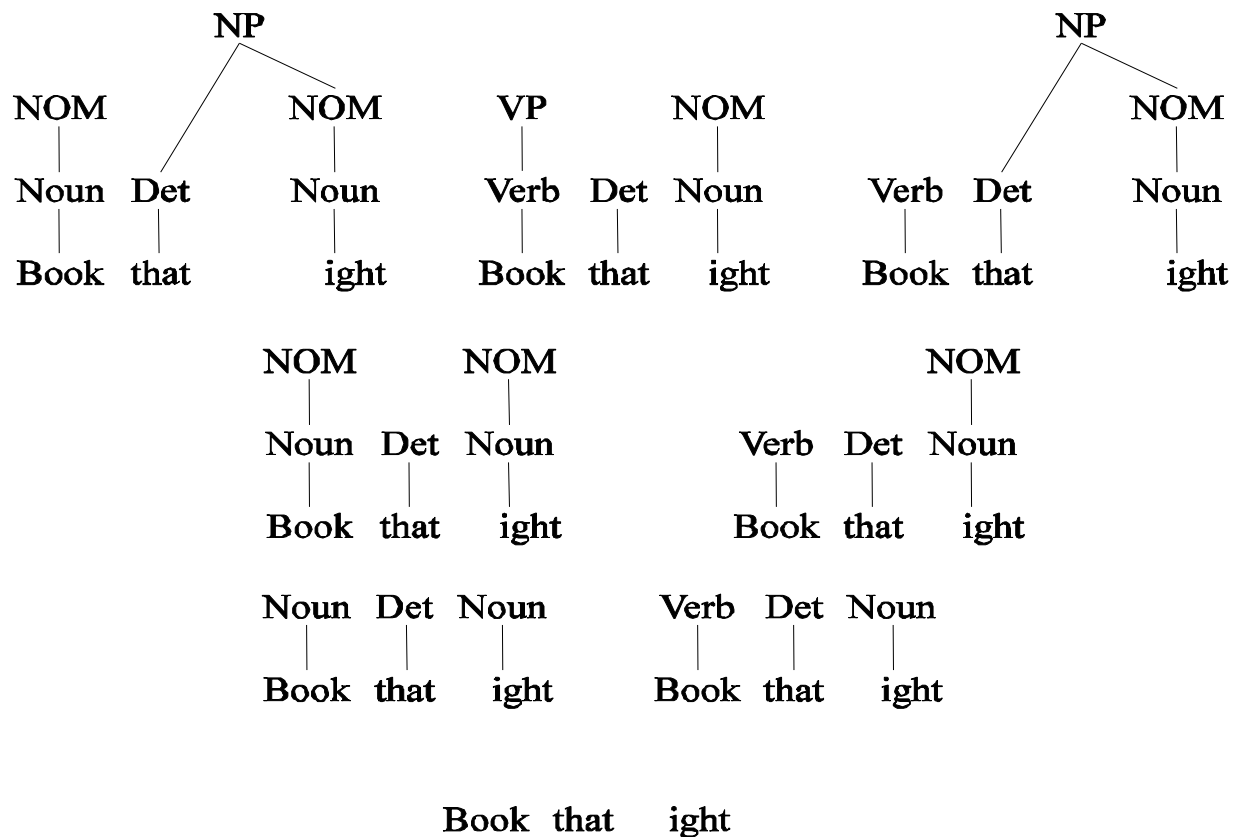 NP NP
NOM NOM VP NOM NOM
Noun Det Noun Verb Det Noun Verb Det Noun
Book that ight Book that ight Book that ight
NOM NOM NOM
Noun Det Noun Verb Det Noun
Book that ight Book that ight
Noun Det Noun Verb Det Noun
Book that ight Book that ight
Book that ight